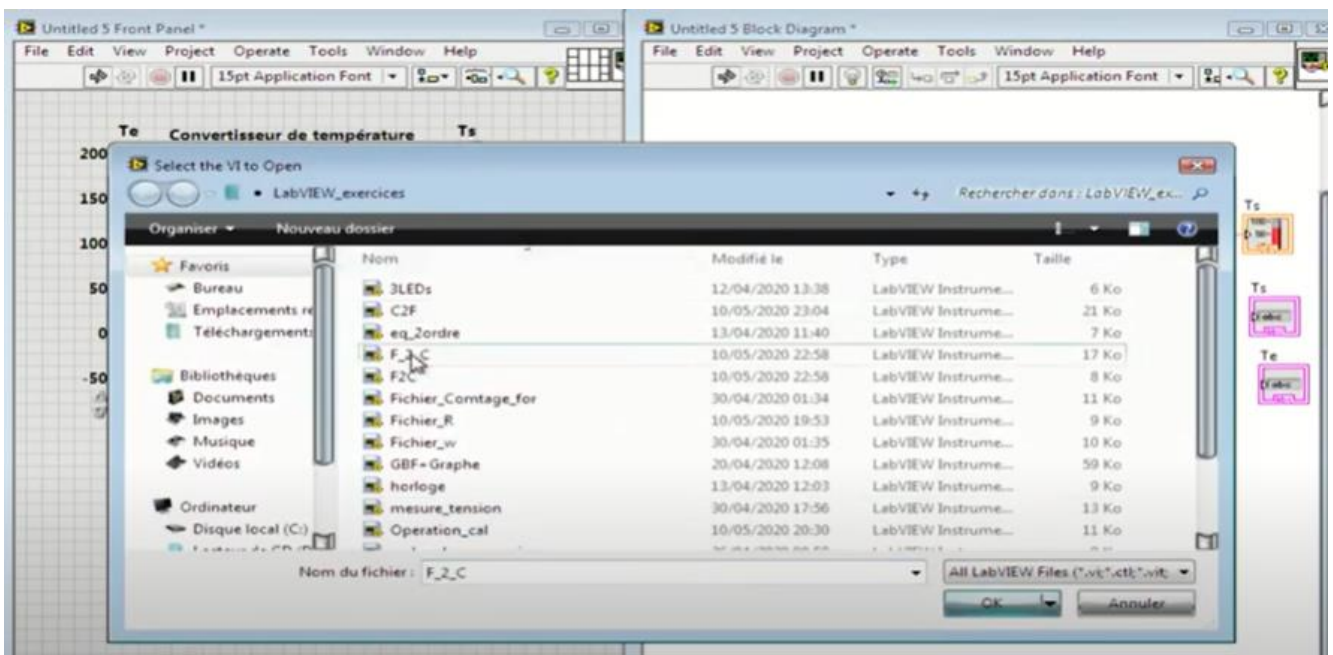 Untitled 5 Front Panel *
File Edit View Project Operate Tools Window Help
15pt Application Font
Te Convertisseur de température Ts
200
150
100
50
0
-50
Untitled 5 Block Diagram *
File Edit View Project Operate Tools Window Help
15pt Application Font
Ts
Ts
abc
Te
abc
Select the VI to Open
LabVIEW_exercices
Rechercher dans : LabVIEW_ex...
Organiser Nouveau dossier
Favoris
Bureau
Emplacements ré
Téléchargements
Bibliothèques
Documents
Images
Musique
Vidéos
Ordinateur
Disque local (C:)
Nom Modifié le Type Taille
3LEDs 12/04/2020 13:38 LabVIEW Instrume... 6 Ko
C2F 10/05/2020 23:04 LabVIEW Instrume... 21 Ko
eq_2ordre 13/04/2020 11:40 LabVIEW Instrume... 7 Ko
F_2_C 10/05/2020 22:58 LabVIEW Instrume... 17 Ko
F2C 10/05/2020 22:58 LabVIEW Instrume... 8 Ko
Fichier_Comtage_for 30/04/2020 01:34 LabVIEW Instrume... 11 Ko
Fichier_R 10/05/2020 19:53 LabVIEW Instrume... 9 Ko
Fichier_w 30/04/2020 01:35 LabVIEW Instrume... 10 Ko
GBF+Graphe 20/04/2020 12:08 LabVIEW Instrume... 59 Ko
horloge 13/04/2020 12:03 LabVIEW Instrume... 9 Ko
mesure_tension 30/04/2020 17:56 LabVIEW Instrume... 13 Ko
Operation_cal 10/05/2020 20:30 LabVIEW Instrume... 11 Ko
Nom du fichier : F_2_C
All LabVIEW Files (*.vi;*.ctl;*.vit;
OK Annuler